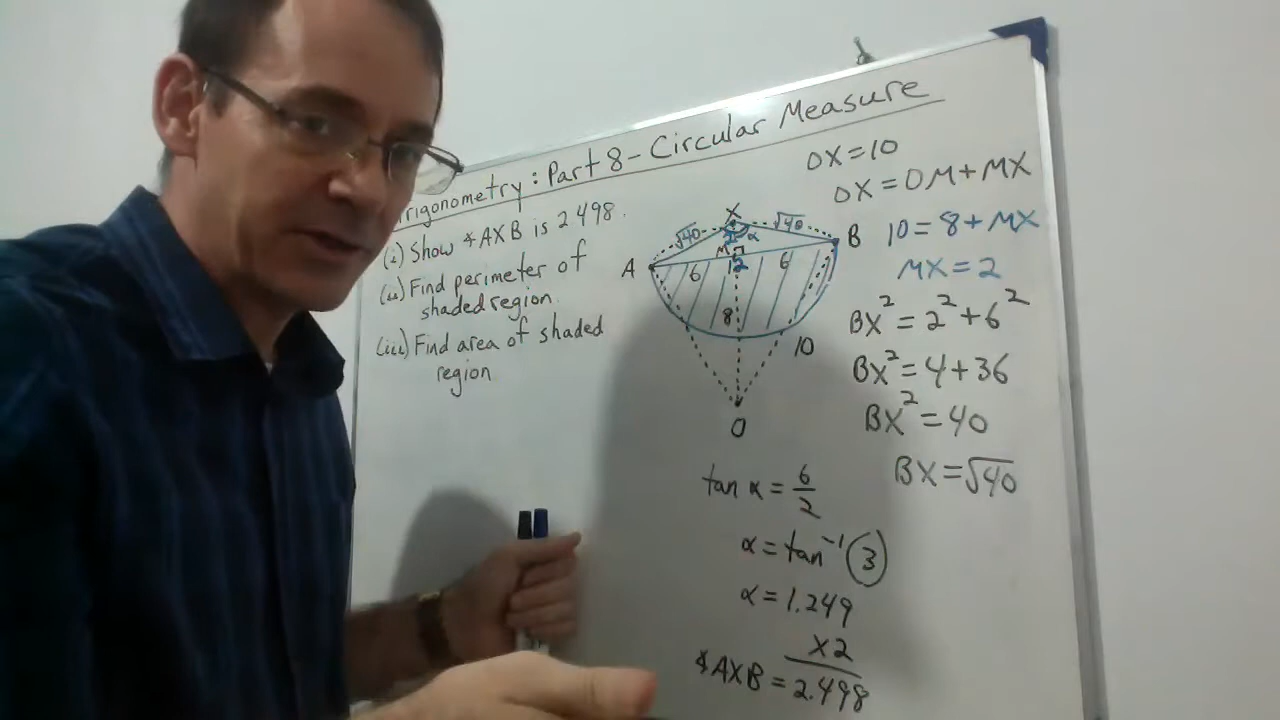 Trigonometry: Part 8 - Circular Measure
(i) Show ∡AXB is 2.498.
(ii) Find perimeter of
shaded region.
(iii) Find area of shaded
region
X
√40
√40
α
B
M
A
6
12
6
8
10
O
OX = 10
OX = OM + MX
10 = 8 + MX
MX = 2
BX² = 2² + 6²
BX² = 4 + 36
BX² = 40
BX = √40
tan α = 6/2
α = tan⁻¹(3)
α = 1.249
x2
∡AXB = 2.498